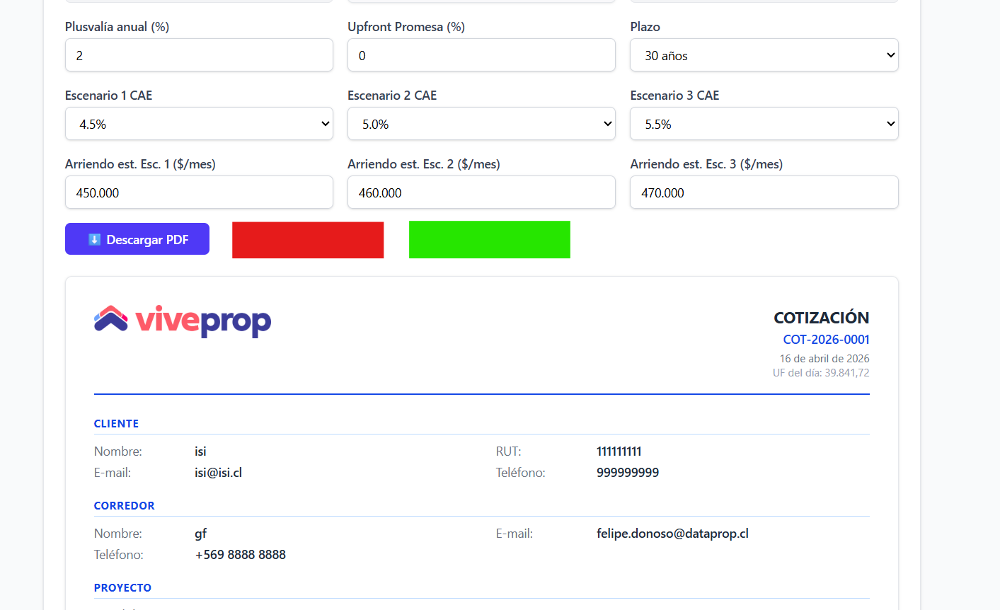 Plusvalía anual (%) Upfront Promesa (%) Plazo
2 0 30 años
Escenario 1 CAE Escenario 2 CAE Escenario 3 CAE
4.5% 5.0% 5.5%
Arriendo est. Esc. 1 ($/mes) Arriendo est. Esc. 2 ($/mes) Arriendo est. Esc. 3 ($/mes)
450.000 460.000 470.000
Descargar PDF
viveprop
COTIZACIÓN
COT-2026-0001
16 de abril de 2026
UF del día: 39.841,72
CLIENTE
Nombre: isi RUT: 111111111
E-mail: isi@isi.cl Teléfono: 999999999
CORREDOR
Nombre: gf E-mail: felipe.donoso@dataprop.cl
Teléfono: +569 8888 8888
PROYECTO